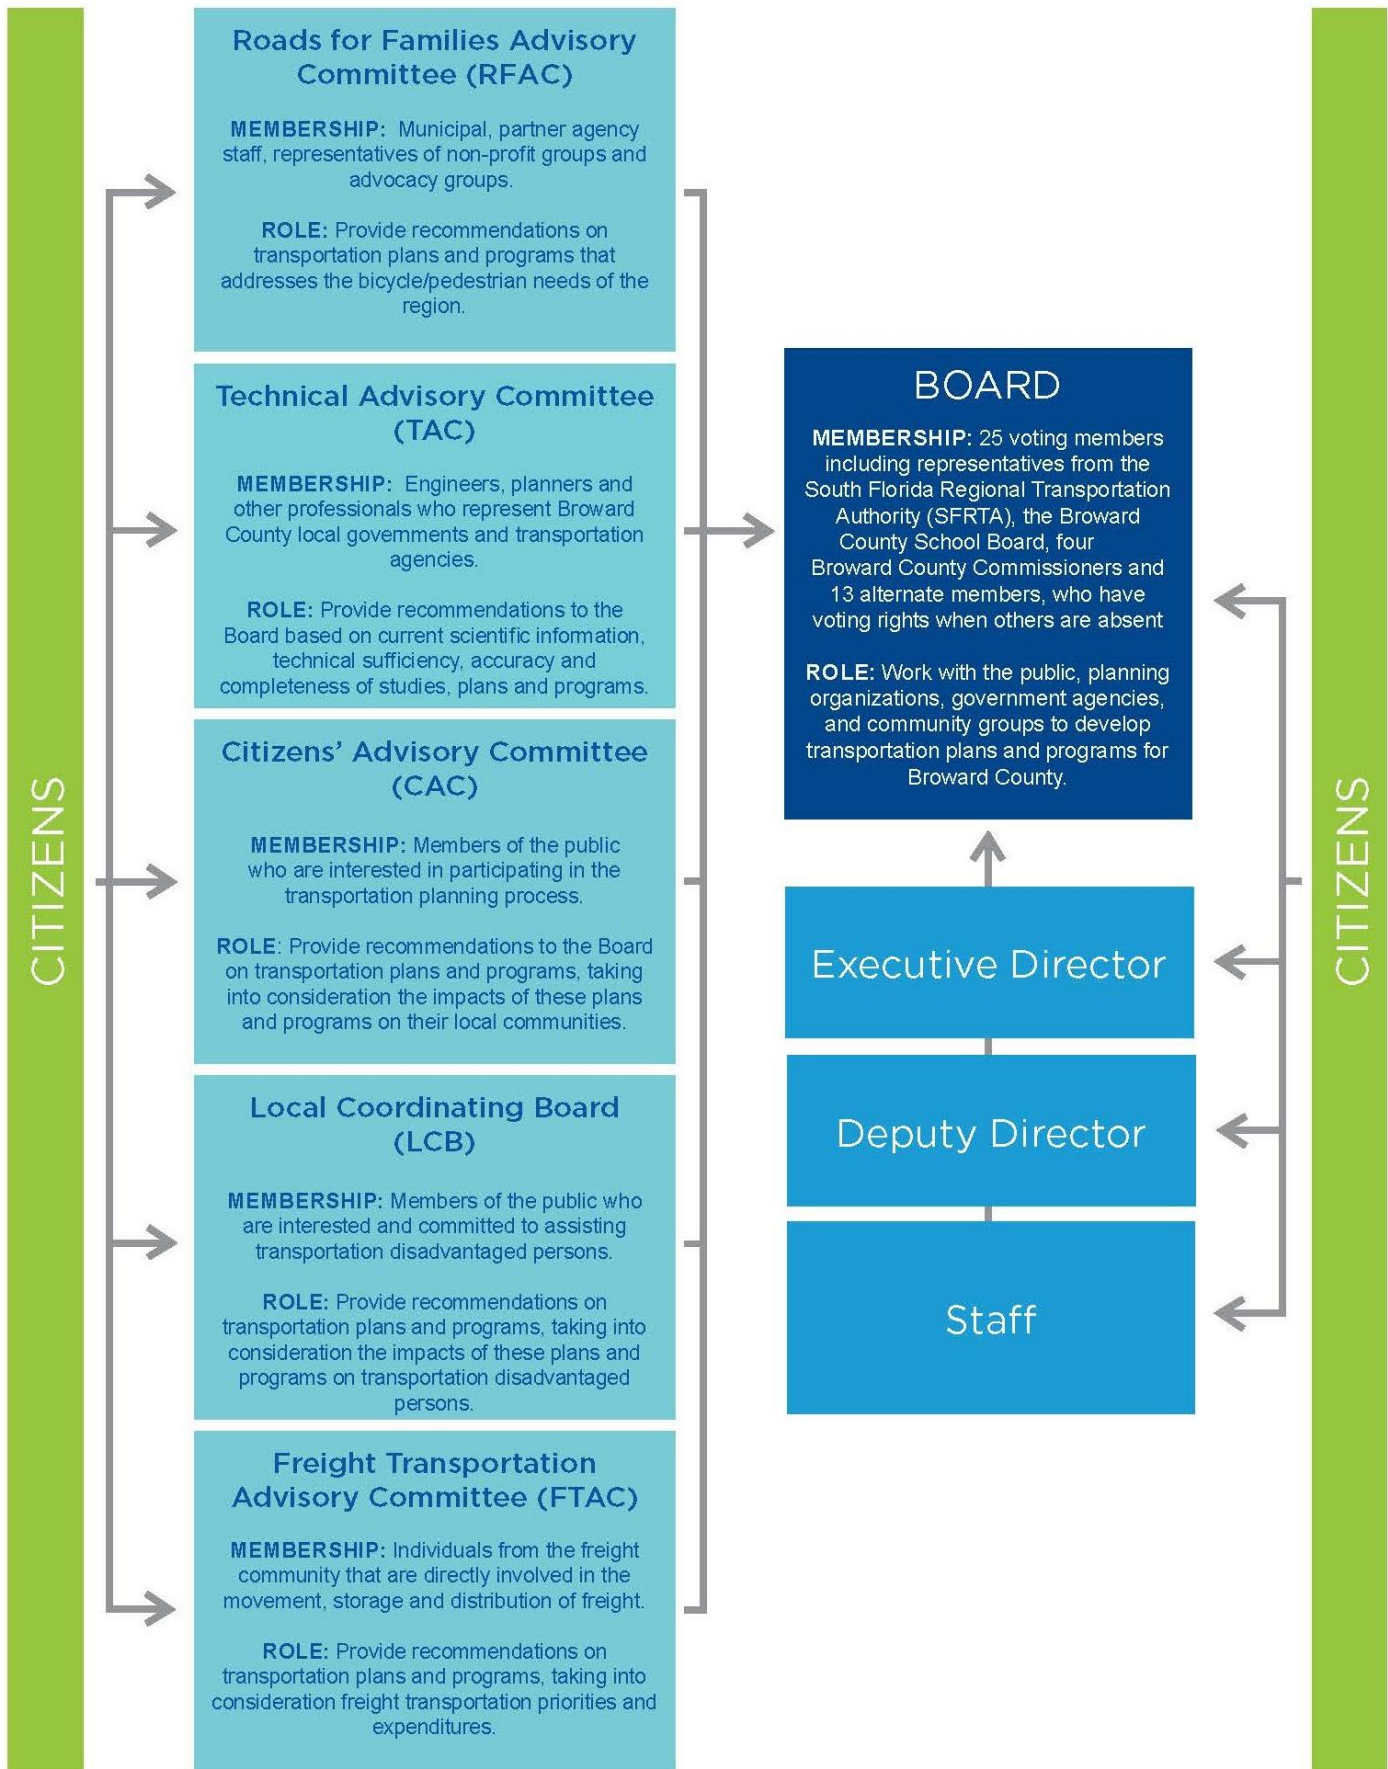 CITIZENS
Roads for Families Advisory
Committee (RFAC)
MEMBERSHIP: Municipal, partner agency
staff, representatives of non-profit groups and
advocacy groups.
ROLE: Provide recommendations on
transportation plans and programs that
addresses the bicycle/pedestrian needs of the
region.
Technical Advisory Committee
(TAC)
MEMBERSHIP: Engineers, planners and
other professionals who represent Broward
County local governments and transportation
agencies.
ROLE: Provide recommendations to the
Board based on current scientific information,
technical sufficiency, accuracy and
completeness of studies, plans and programs.
Citizens’ Advisory Committee
(CAC)
MEMBERSHIP: Members of the public
who are interested in participating in the
transportation planning process.
ROLE: Provide recommendations to the Board
on transportation plans and programs, taking
into consideration the impacts of these plans
and programs on their local communities.
Local Coordinating Board
(LCB)
MEMBERSHIP: Members of the public who
are interested and committed to assisting
transportation disadvantaged persons.
ROLE: Provide recommendations on
transportation plans and programs, taking into
consideration the impacts of these plans and
programs on transportation disadvantaged
persons.
Freight Transportation
Advisory Committee (FTAC)
MEMBERSHIP: Individuals from the freight
community that are directly involved in the
movement, storage and distribution of freight.
ROLE: Provide recommendations on
transportation plans and programs, taking into
consideration freight transportation priorities and
expenditures.
BOARD
MEMBERSHIP: 25 voting members
including representatives from the
South Florida Regional Transportation
Authority (SFRTA), the Broward
County School Board, four
Broward County Commissioners and
13 alternate members, who have
voting rights when others are absent
ROLE: Work with the public, planning
organizations, government agencies,
and community groups to develop
transportation plans and programs for
Broward County.
Executive Director
Deputy Director
Staff
CITIZENS